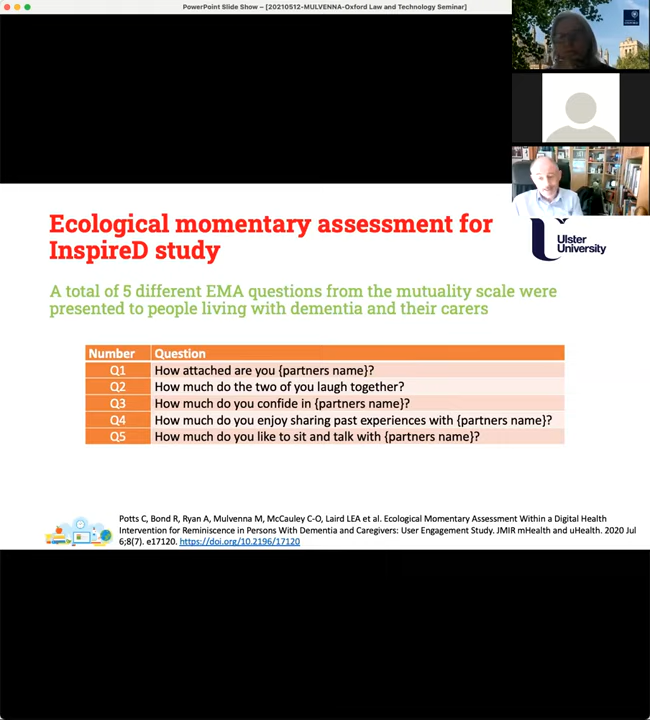 PowerPoint Slide Show – [20210512-MULVENNA-Oxford Law and Technology Seminar]
Ecological momentary assessment for
InspireD study
Ulster
University
A total of 5 different EMA questions from the mutuality scale were
presented to people living with dementia and their carers
Number Question
Q1 How attached are you {partners name}?
Q2 How much do the two of you laugh together?
Q3 How much do you confide in {partners name}?
Q4 How much do you enjoy sharing past experiences with {partners name}?
Q5 How much do you like to sit and talk with {partners name}?
Potts C, Bond R, Ryan A, Mulvenna M, McCauley C-O, Laird LEA et al. Ecological Momentary Assessment Within a Digital Health
Intervention for Reminiscence in Persons With Dementia and Caregivers: User Engagement Study. JMIR mHealth and uHealth. 2020 Jul
6;8(7). e17120. https://doi.org/10.2196/17120